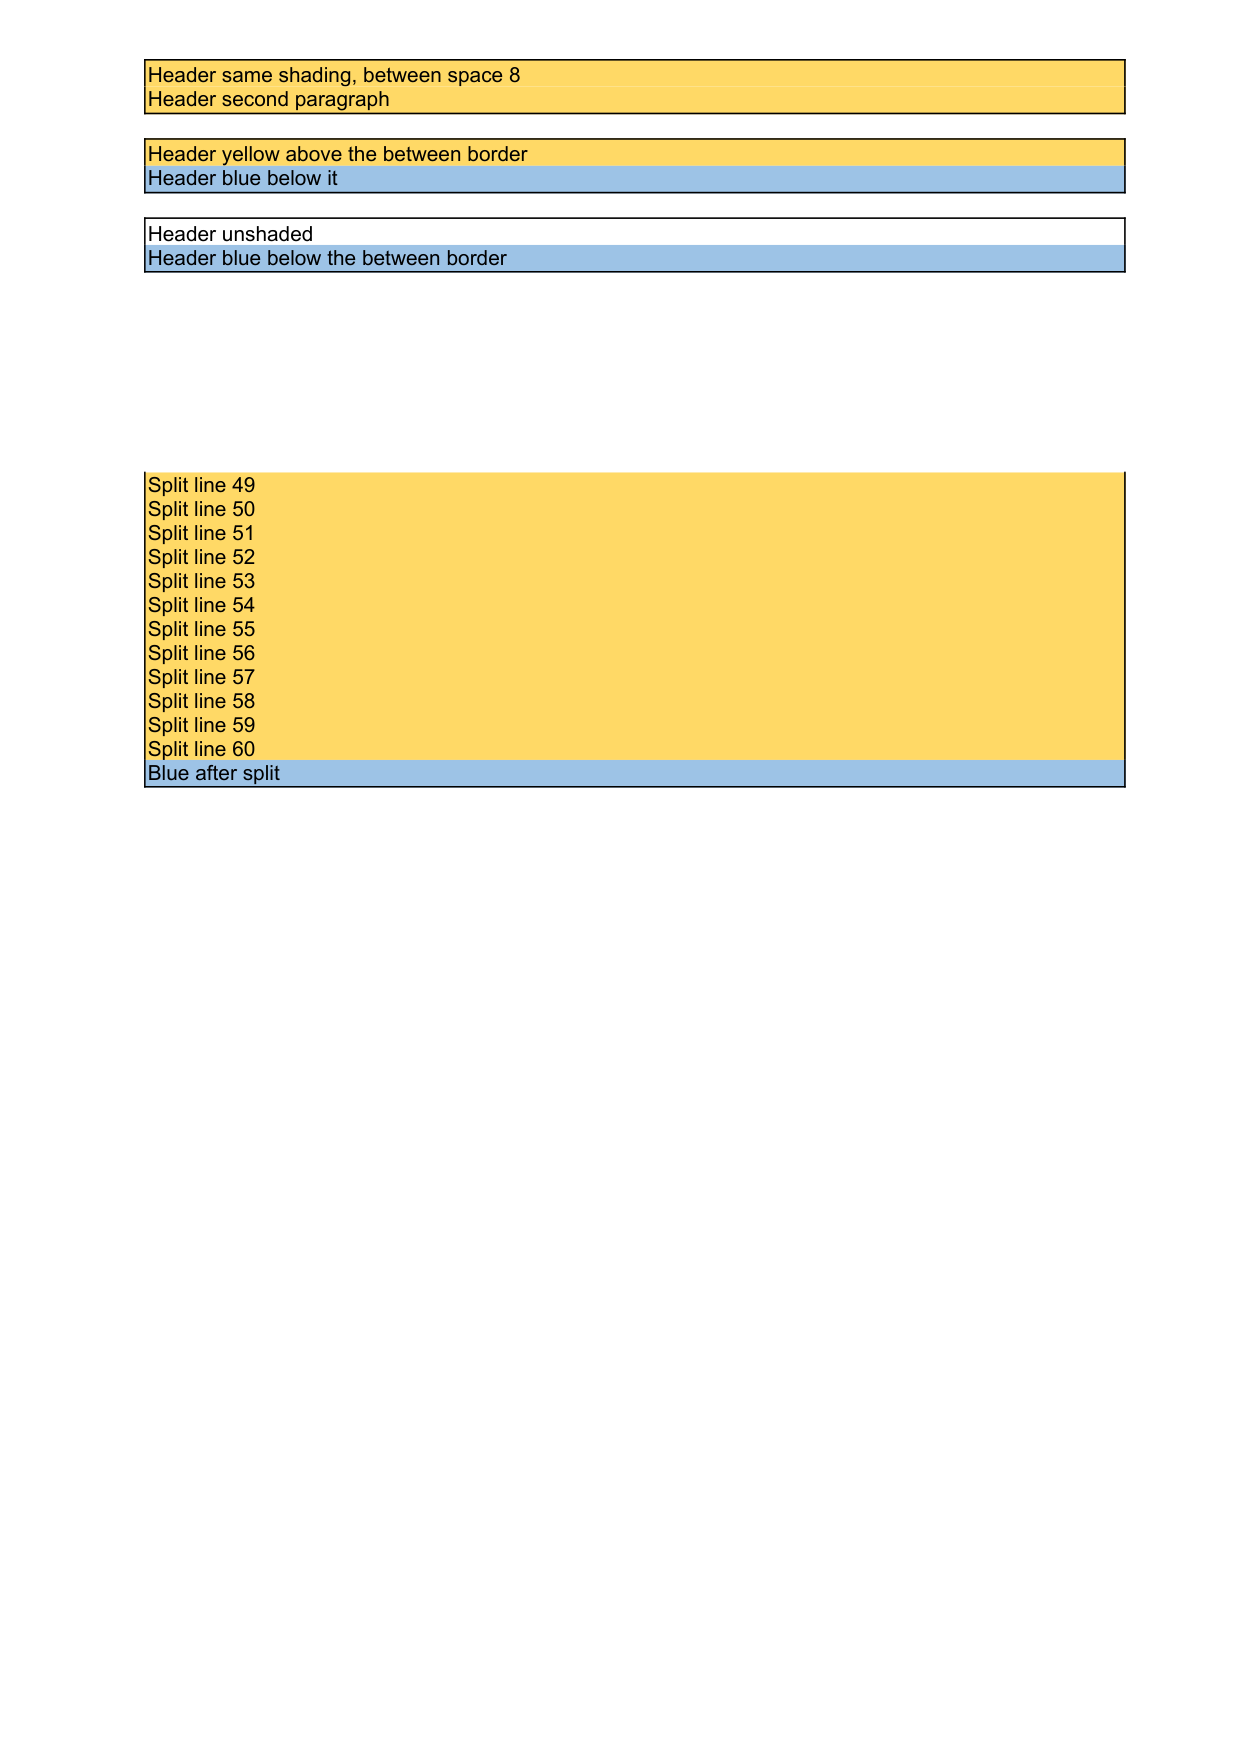 Header same shading, between space 8
Header second paragraph
Header yellow above the between border
Header blue below it
Header unshaded
Header blue below the between border
Split line 49
Split line 50
Split line 51
Split line 52
Split line 53
Split line 54
Split line 55
Split line 56
Split line 57
Split line 58
Split line 59
Split line 60
Blue after split